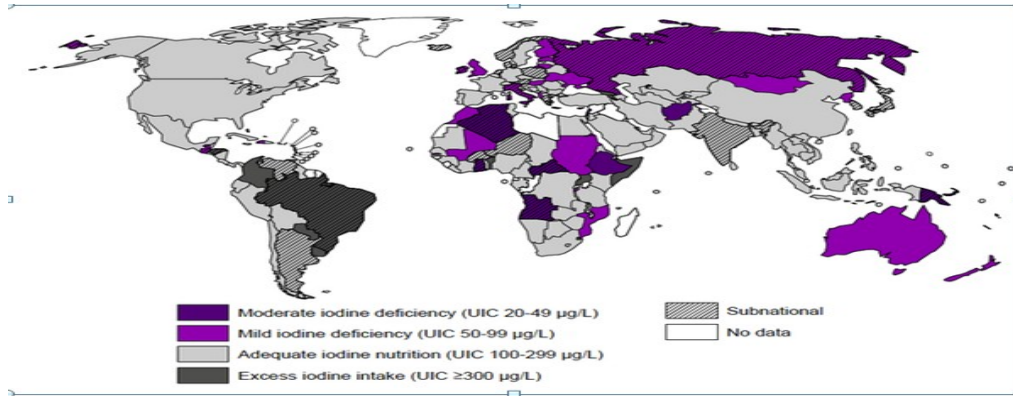 Moderate iodine deficiency (UIC 20-49 µg/L)
Mild iodine deficiency (UIC 50-99 µg/L)
Adequate iodine nutrition (UIC 100-299 µg/L)
Excess iodine intake (UIC ≥300 µg/L)
Subnational
No data